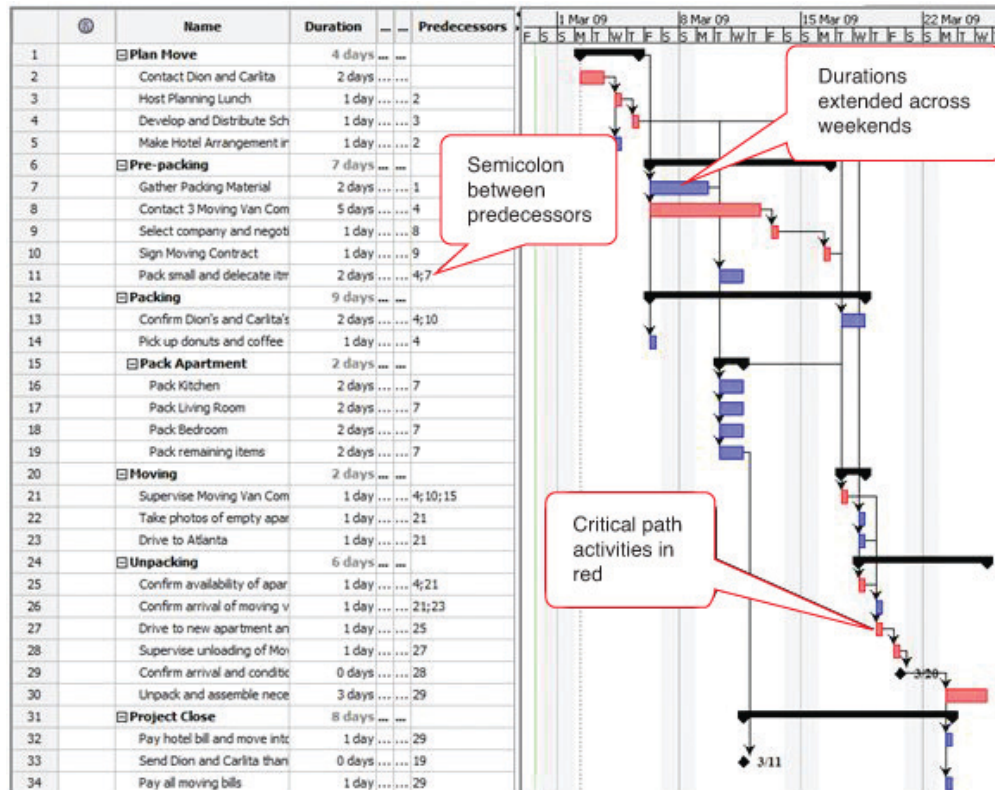 Name Duration ... ... Predecessors
1 Mar 09 8 Mar 09 15 Mar 09 22 Mar 09
F S S M T W T F S S M T W T F S S M T W T F S S M T W
1 Plan Move 4 days ... ...
2 Contact Dion and Carlita 2 days ... ...
3 Host Planning Lunch 1 day ... ... 2
4 Develop and Distribute Sch 1 day ... ... 3
5 Make Hotel Arrangement in 1 day ... ... 2
6 Pre-packing 7 days ... ...
7 Gather Packing Material 2 days ... ... 1
8 Contact 3 Moving Van Com 5 days ... ... 4
9 Select company and negoti 1 day ... ... 8
10 Sign Moving Contract 1 day ... ... 9
11 Pack small and delecate itm 2 days ... ... 4;7
12 Packing 9 days ... ...
13 Confirm Dion's and Carlita's 2 days ... ... 4;10
14 Pick up donuts and coffee 1 day ... ... 4
15 Pack Apartment 2 days ... ...
16 Pack Kitchen 2 days ... ... 7
17 Pack Living Room 2 days ... ... 7
18 Pack Bedroom 2 days ... ... 7
19 Pack remaining items 2 days ... ... 7
20 Moving 2 days ... ...
21 Supervise Moving Van Com 1 day ... ... 4;10;15
22 Take photos of empty apar 1 day ... ... 21
23 Drive to Atlanta 1 day ... ... 21
24 Unpacking 6 days ... ...
25 Confirm availability of apar 1 day ... ... 4;21
26 Confirm arrival of moving v 1 day ... ... 21;23
27 Drive to new apartment an 1 day ... ... 25
28 Supervise unloading of Mov 1 day ... ... 27
29 Confirm arrival and conditic 0 days ... ... 28
30 Unpack and assemble nece 3 days ... ... 29
31 Project Close 8 days ... ...
32 Pay hotel bill and move intc 1 day ... ... 29
33 Send Dion and Carlita than 0 days ... ... 19
34 Pay all moving bills 1 day ... ... 29
Semicolon
between
predecessors
Durations
extended across
weekends
Critical path
activities in
red
3/20
3/11